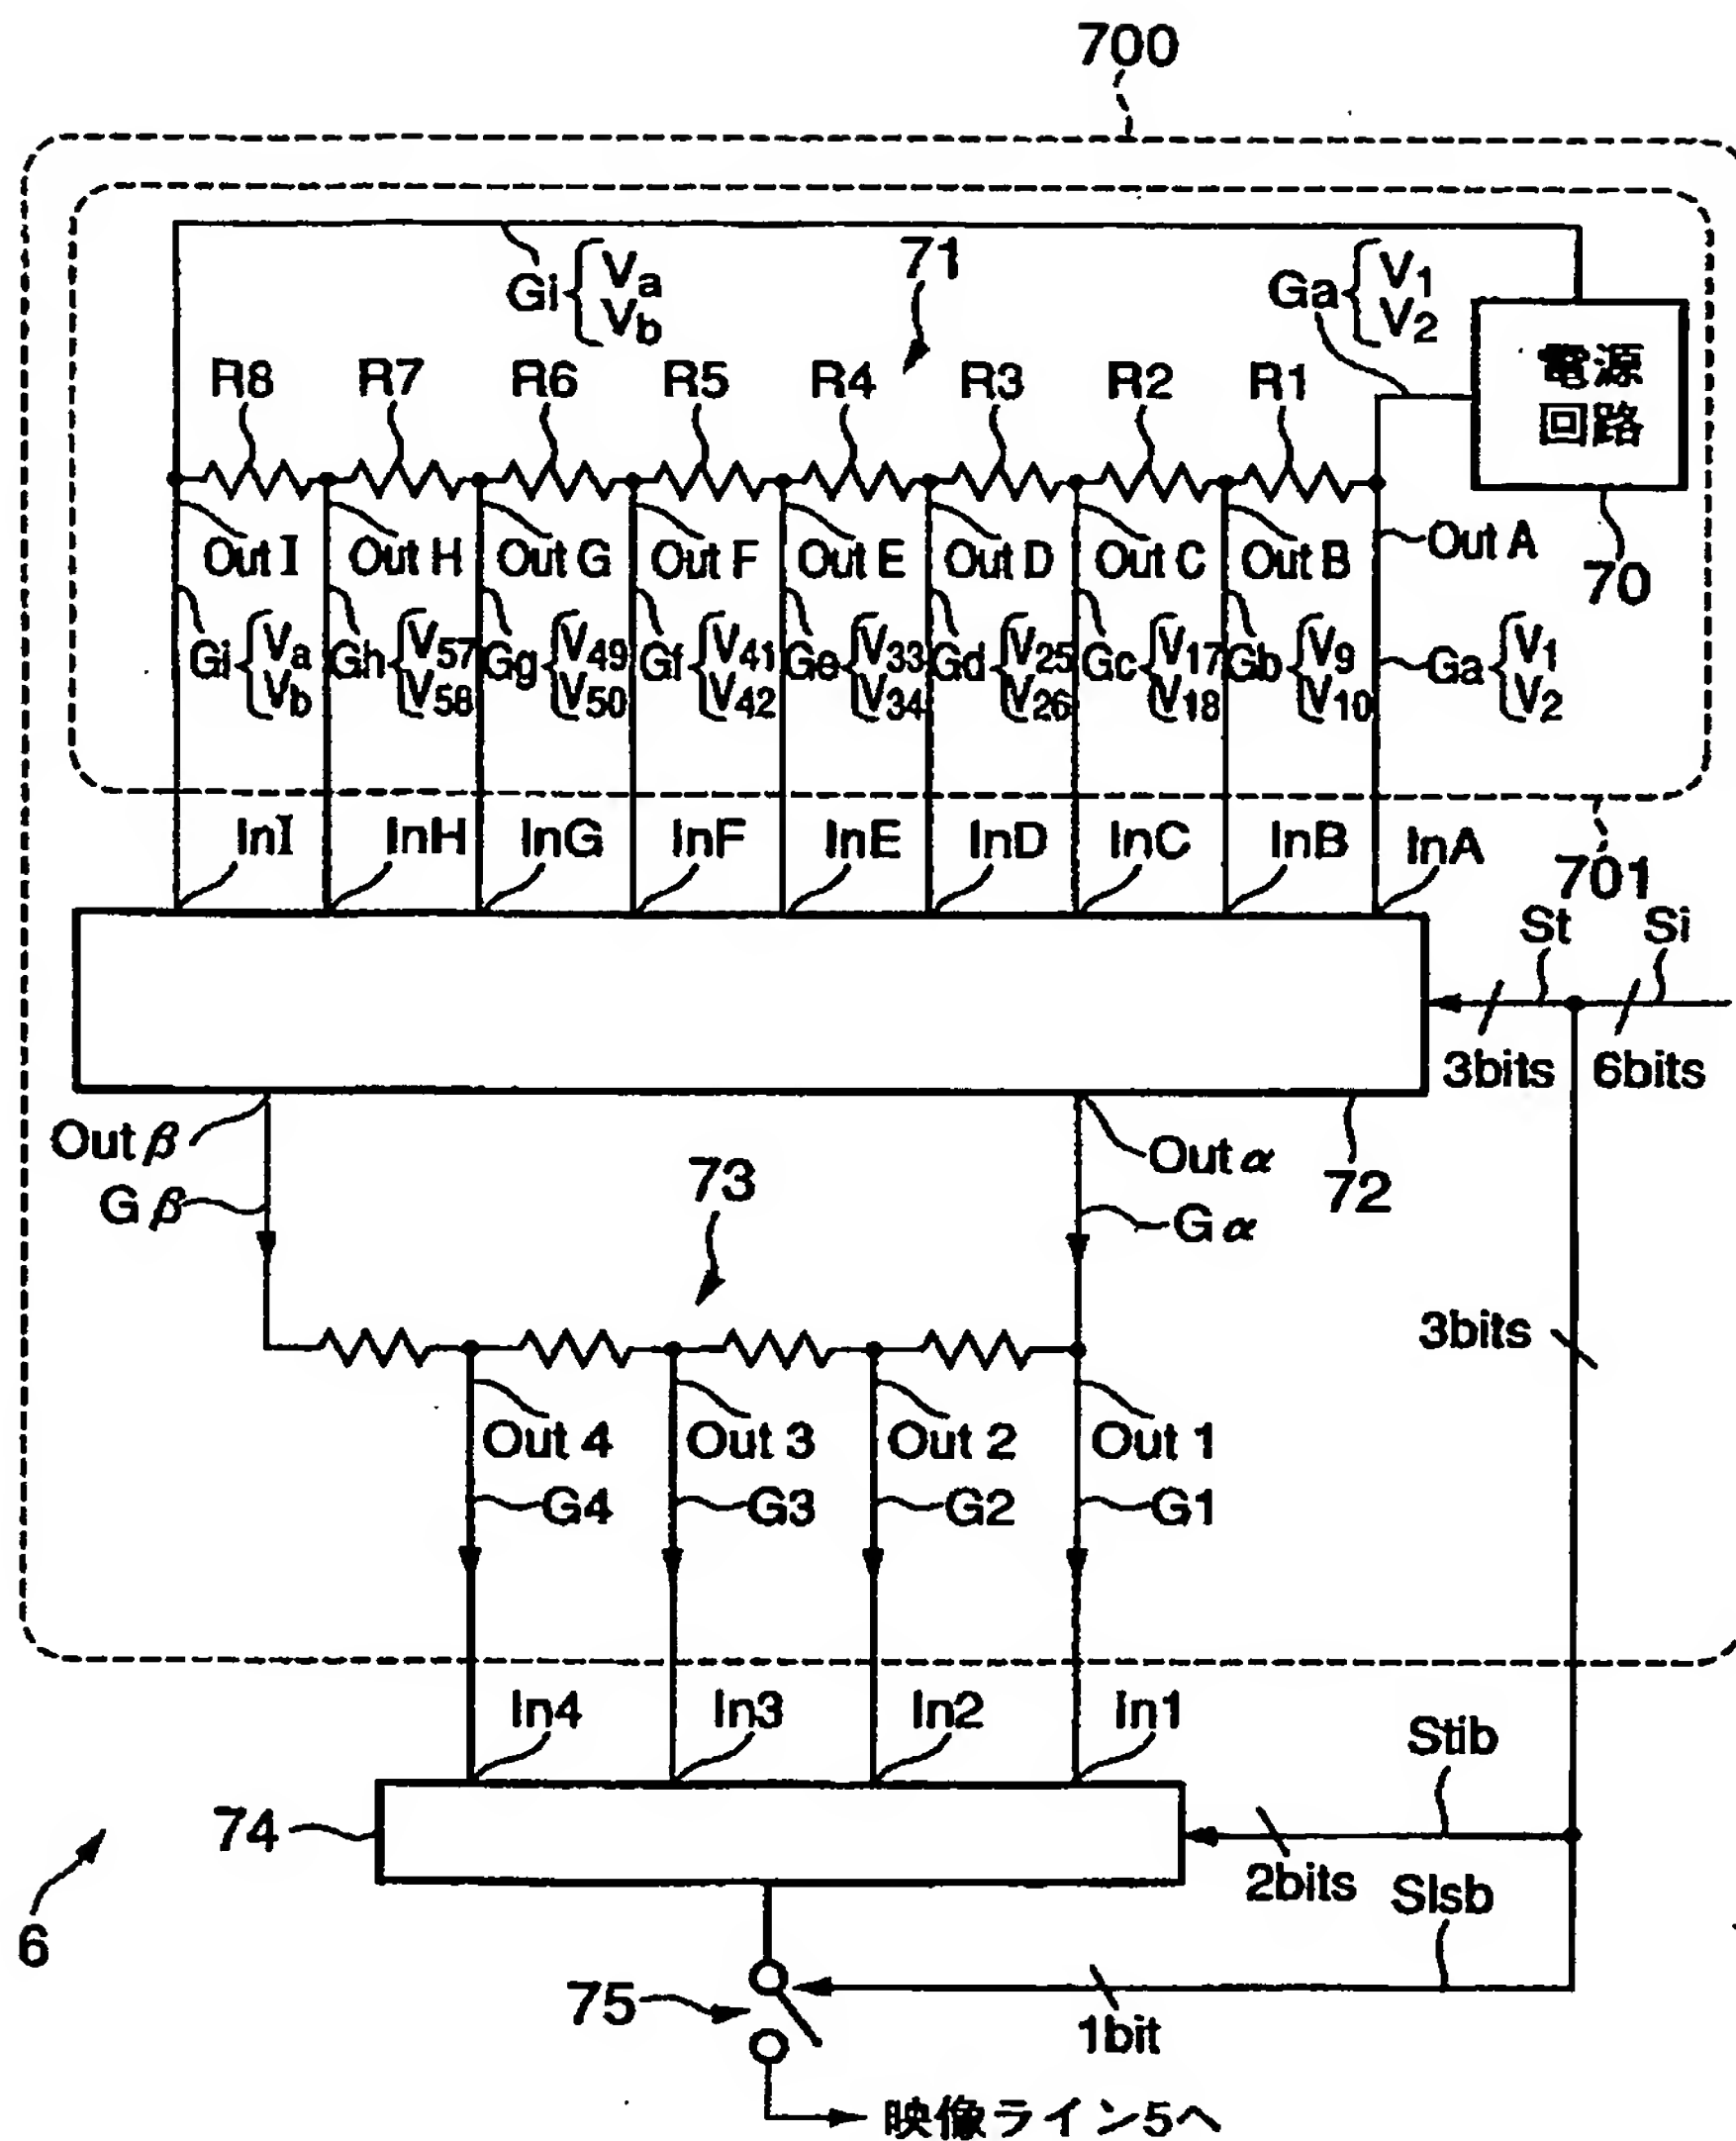 700
71
Gi { Va Vb
Ga { V1 V2
電源
回路
R8 R7 R6 R5 R4 R3 R2 R1
Out I Out H Out G Out F Out E Out D Out C Out B Out A
70
Gi { Va Vb Gh { V57 V58 Gg { V49 V50 Gf { V41 V42 Ge { V33 V34 Gd { V25 V26 Gc { V17 V18 Gb { V9 V10 Ga { V1 V2
InI InH InG InF InE InD InC InB InA
701
St Si
3bits 6bits
Out β
Out α
72
G β
73
G α
3bits
Out 4 Out 3 Out 2 Out 1
G4 G3 G2 G1
In4 In3 In2 In1
Stib
74
2bits
Slsb
6
75
1bit
映像ライン5へ